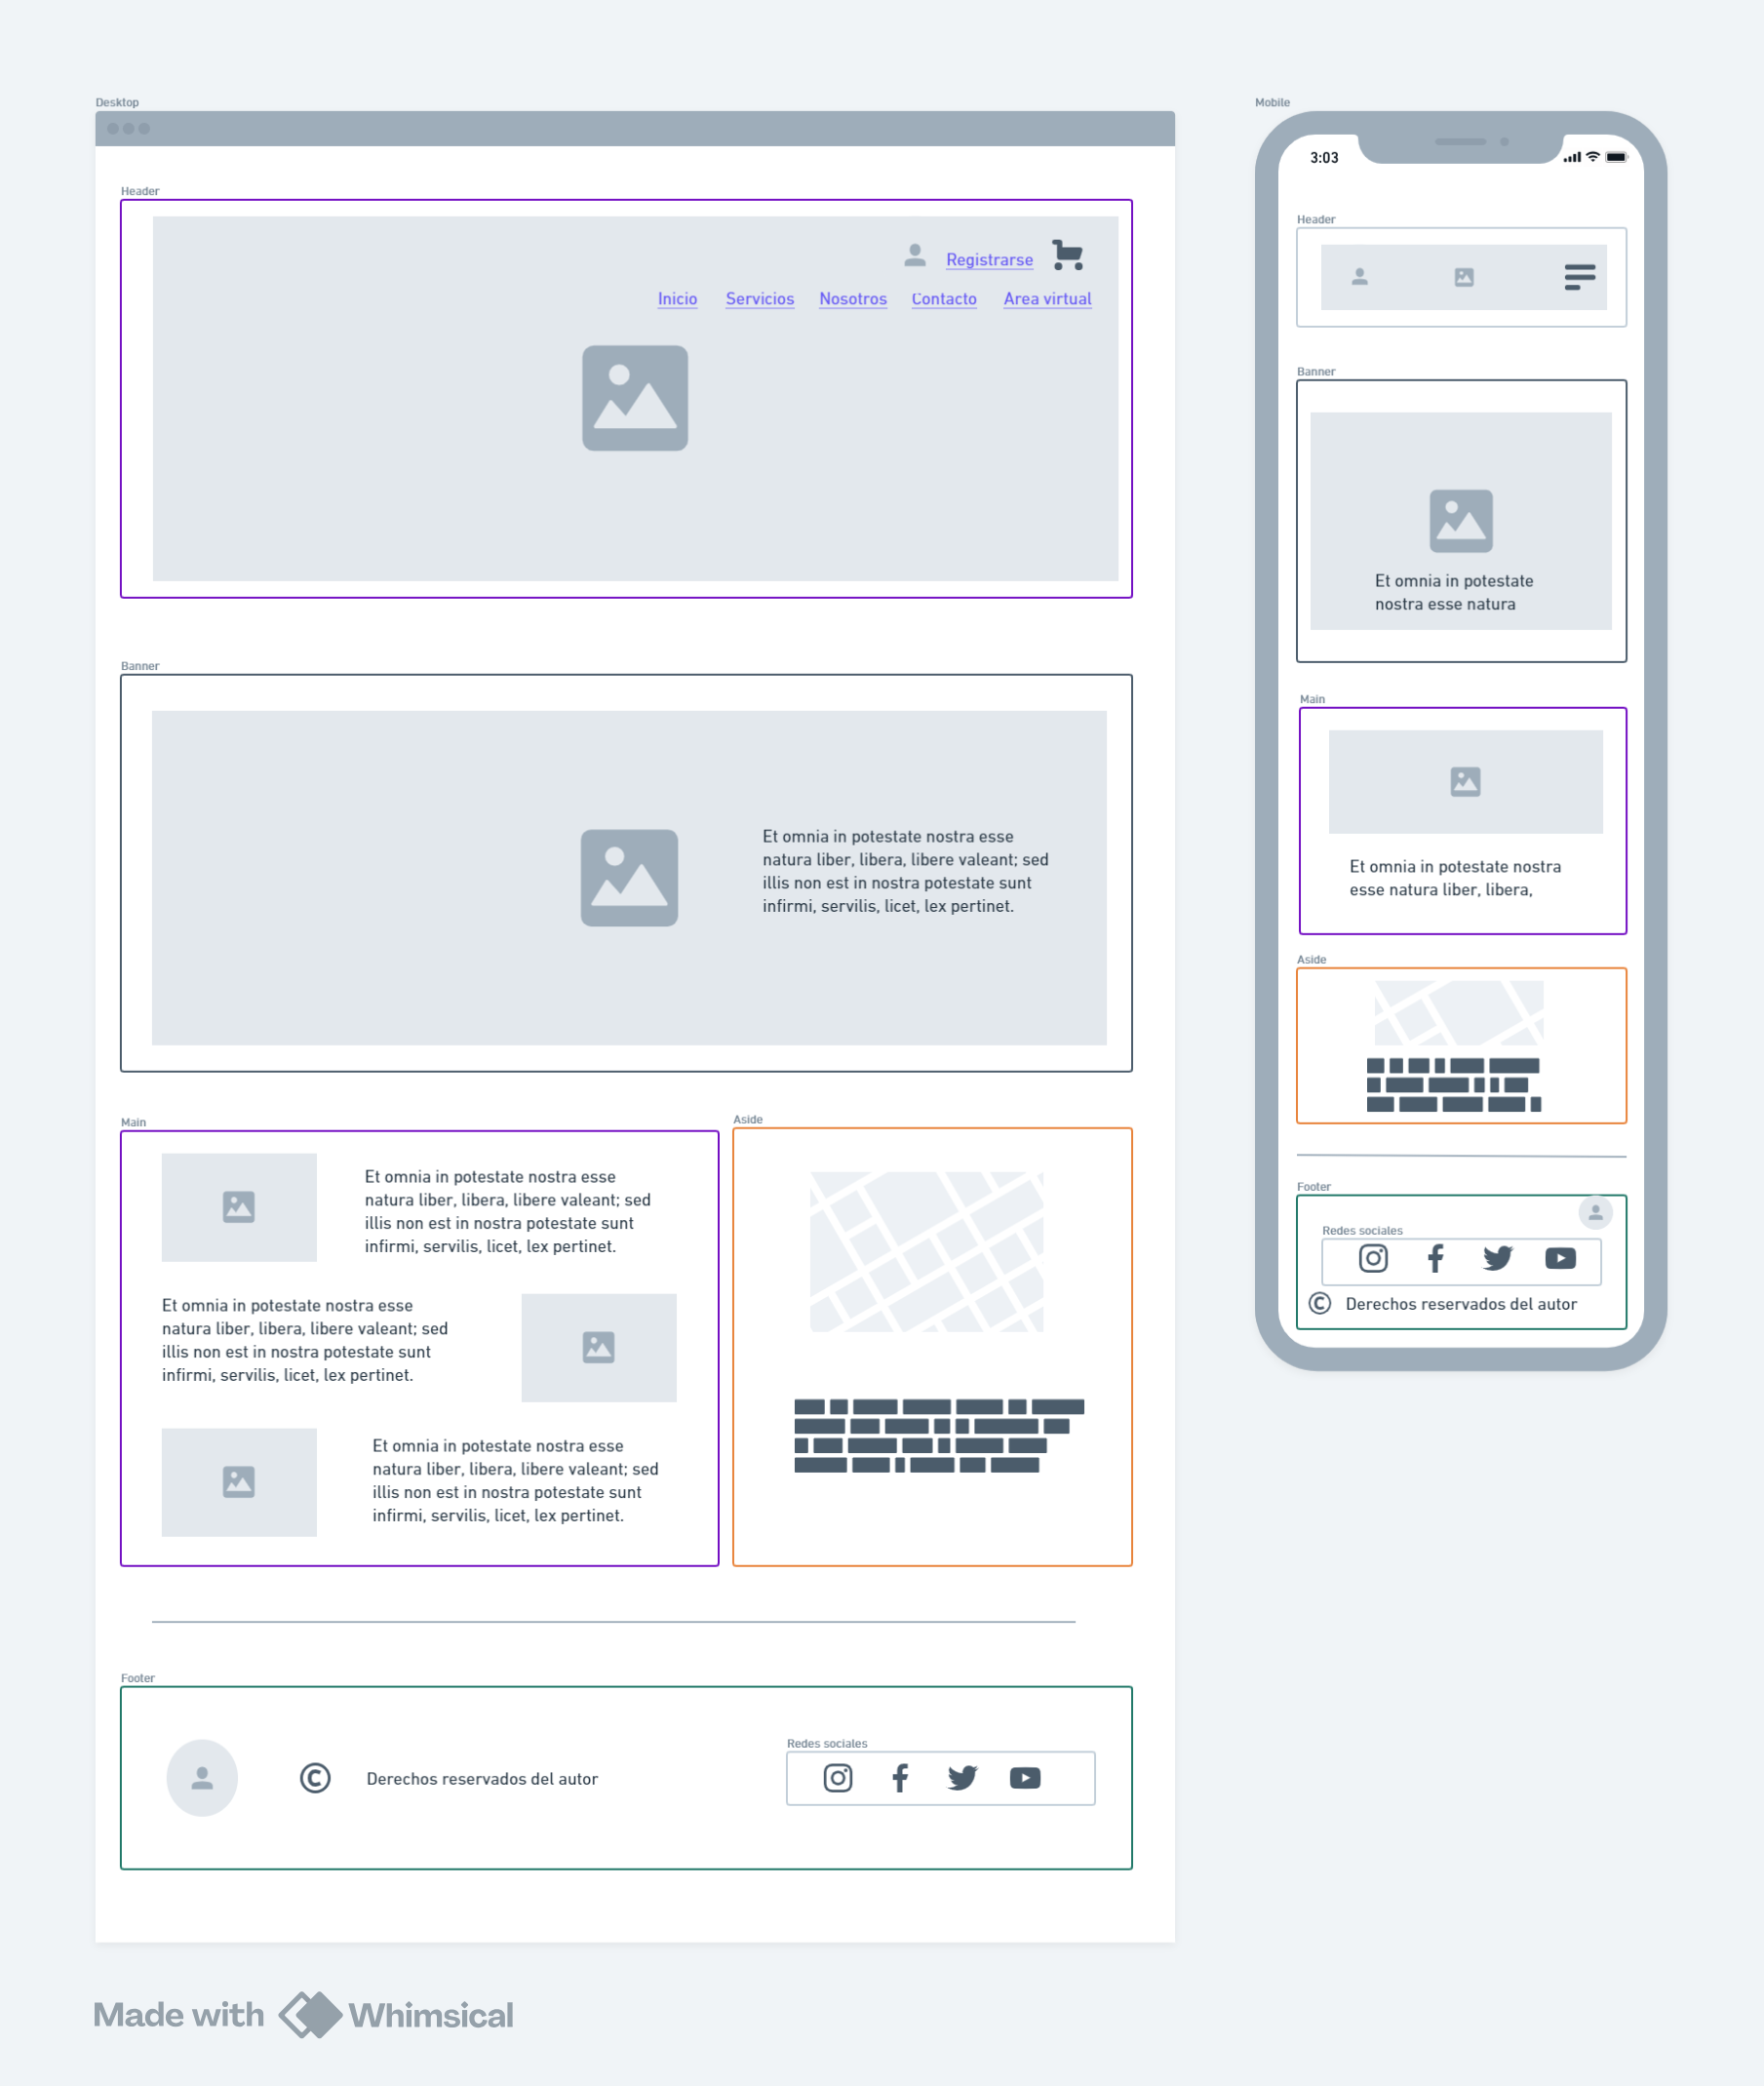 Desktop
Header
Registrarse
Inicio Servicios Nosotros Contacto Area virtual
Banner
Et omnia in potestate nostra esse
natura liber, libera, libere valeant; sed
illis non est in nostra potestate sunt
infirmi, servilis, licet, lex pertinet.
Main
Et omnia in potestate nostra esse
natura liber, libera, libere valeant; sed
illis non est in nostra potestate sunt
infirmi, servilis, licet, lex pertinet.
Et omnia in potestate nostra esse
natura liber, libera, libere valeant; sed
illis non est in nostra potestate sunt
infirmi, servilis, licet, lex pertinet.
Et omnia in potestate nostra esse
natura liber, libera, libere valeant; sed
illis non est in nostra potestate sunt
infirmi, servilis, licet, lex pertinet.
Aside
Footer
© Derechos reservados del autor
Redes sociales
Mobile
3:03
Header
Banner
Et omnia in potestate
nostra esse natura
Main
Et omnia in potestate nostra
esse natura liber, libera,
Aside
Footer
Redes sociales
© Derechos reservados del autor
Made with Whimsical